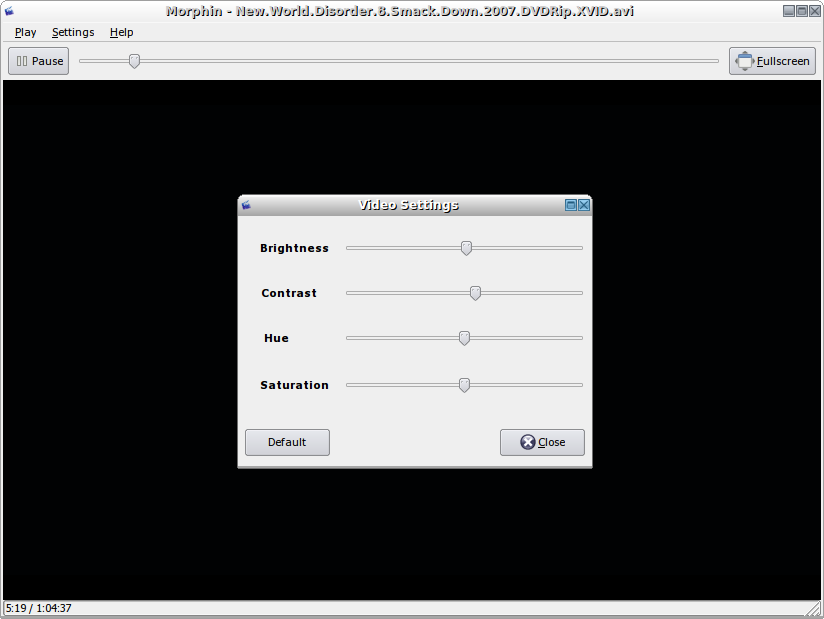 Morphin - New.World.Disorder.8.Smack.Down.2007.DVDRip.XVID.avi
Play Settings Help
Pause Fullscreen
Video Settings
Brightness
Contrast
Hue
Saturation
Default Close
5:19 / 1:04:37